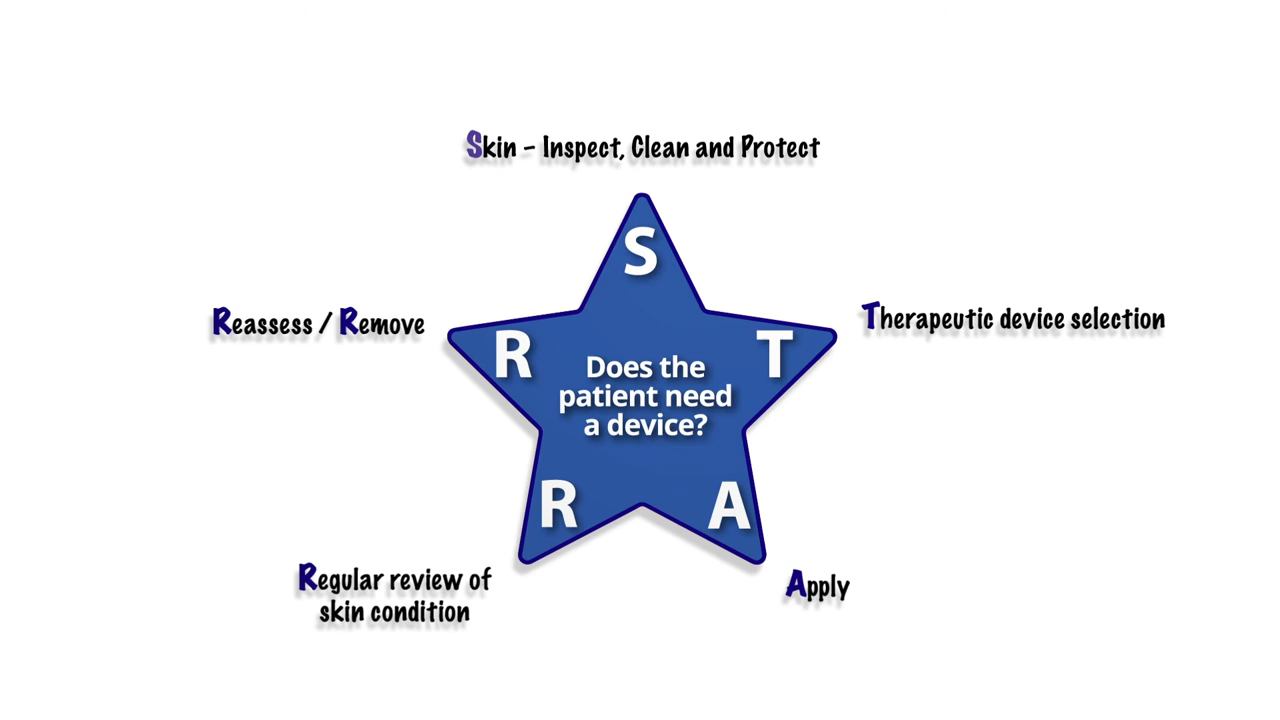 Skin – Inspect, Clean and Protect
S
Therapeutic device selection
T
Apply
A
Regular review of
skin condition
R
Reassess / Remove
R
Does the
patient need
a device?